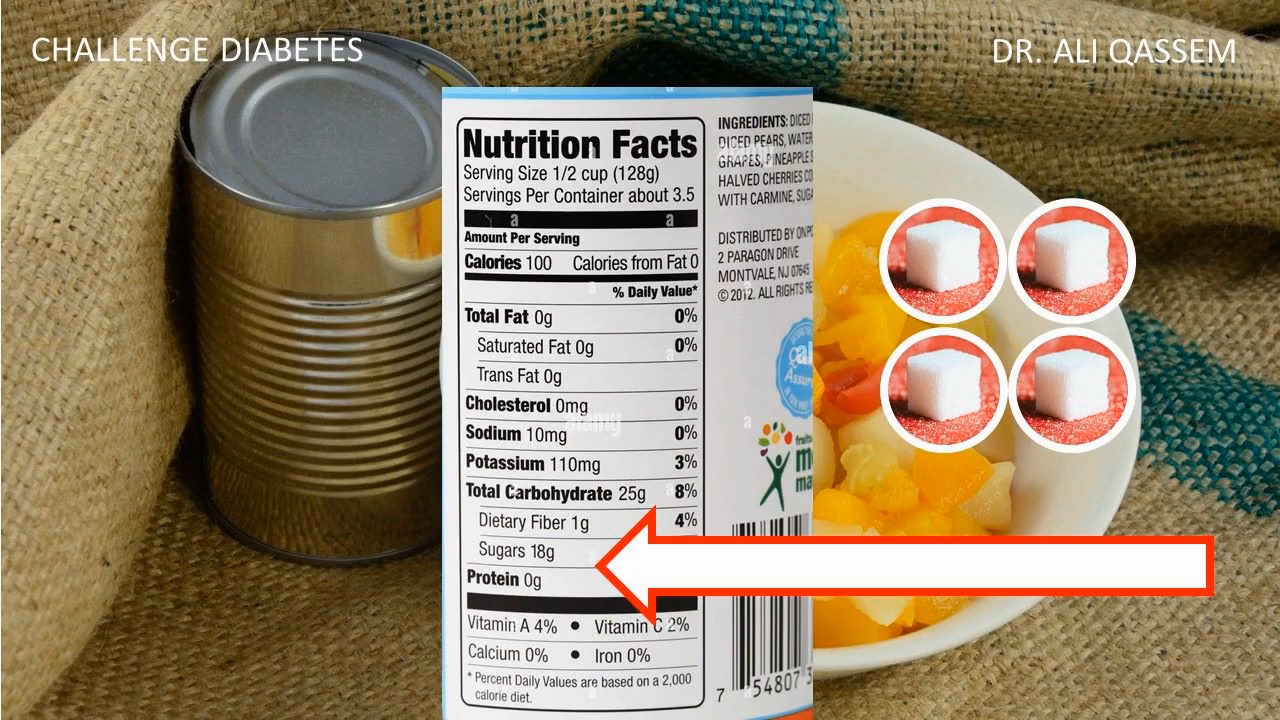 CHALLENGE DIABETES
DR. ALI QASSEM
Nutrition Facts
Serving Size 1/2 cup (128g)
Servings Per Container about 3.5
Amount Per Serving
Calories 100 Calories from Fat 0
% Daily Value*
Total Fat 0g 0%
Saturated Fat 0g 0%
Trans Fat 0g
Cholesterol 0mg 0%
Sodium 10mg 0%
Potassium 110mg 3%
Total Carbohydrate 25g 8%
Dietary Fiber 1g 4%
Sugars 18g
Protein 0g
Vitamin A 4% • Vitamin C 2%
Calcium 0% • Iron 0%
* Percent Daily Values are based on a 2,000
calorie diet.
INGREDIENTS: DICED
DICED PEARS, WATER
GRAPES, PINEAPPLE
HALVED CHERRIES
WITH CARMINE,
DISTRIBUTED BY
2 PARAGON DRIVE
MONTVALE, NJ 07645
© 2012. ALL RIGHTS
alamy
7 54807